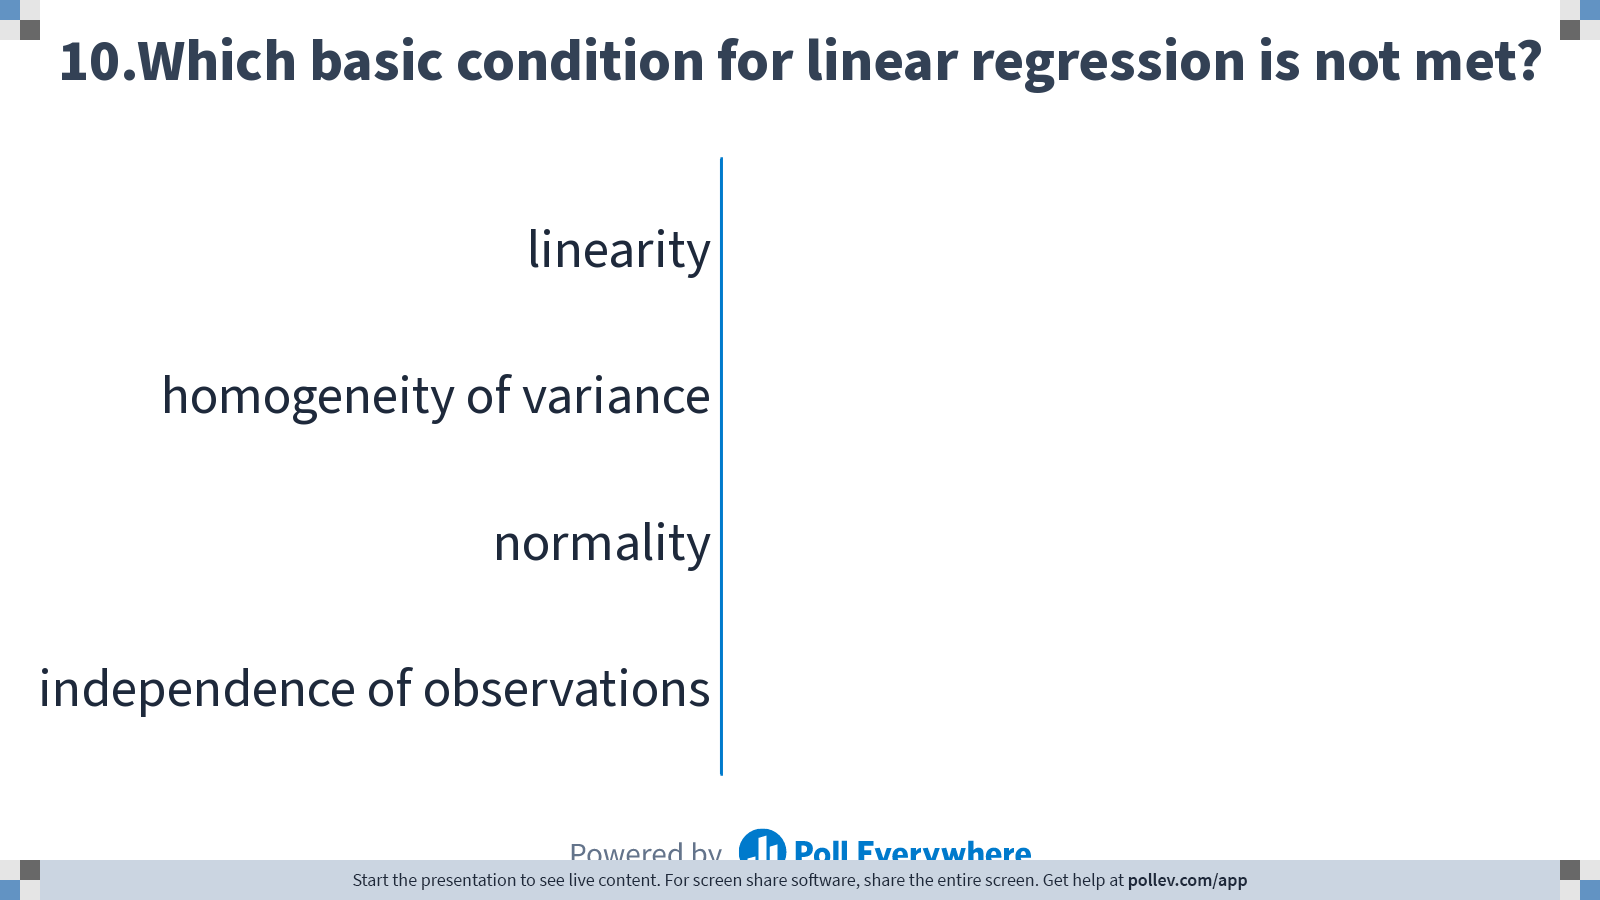 10.Which basic condition for linear regression is not met?
linearity
homogeneity of variance
normality
independence of observations
Powered by Poll Everywhere
Start the presentation to see live content. For screen share software, share the entire screen. Get help at pollev.com/app